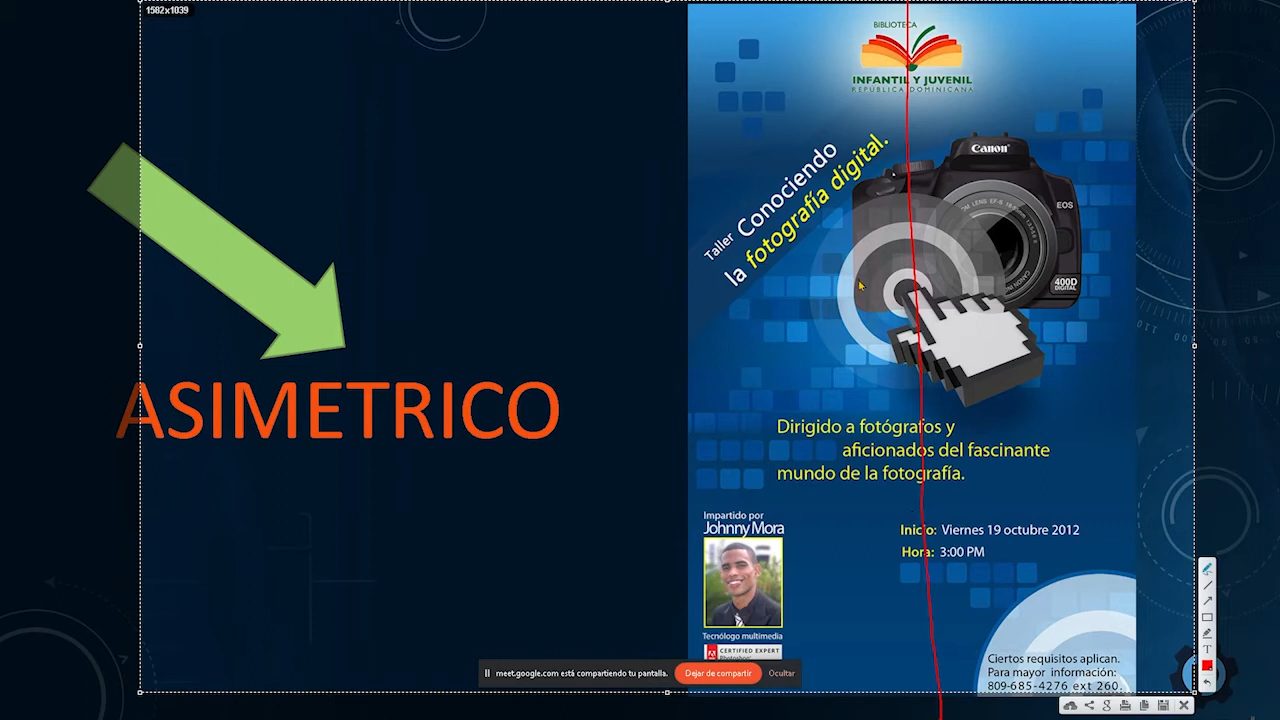 1582x1039
ASIMETRICO
BIBLIOTECA
INFANTIL Y JUVENIL
REPUBLICA DOMINICANA
Taller Conociendo
la fotografía digital.
Canon
EOS
400D
DIGITAL
Dirigido a fotógrafos y
aficionados del fascinante
mundo de la fotografía.
Impartido por
Johnny Mora
Inicio: Viernes 19 octubre 2012
Hora: 3:00 PM
Tecnólogo multimedia
CERTIFIED EXPERT
Photoshop
Ciertos requisitos aplican.
Para mayor información:
809-685-4276 ext 260.
meet.google.com está compartiendo tu pantalla.
Dejar de compartir
Ocultar